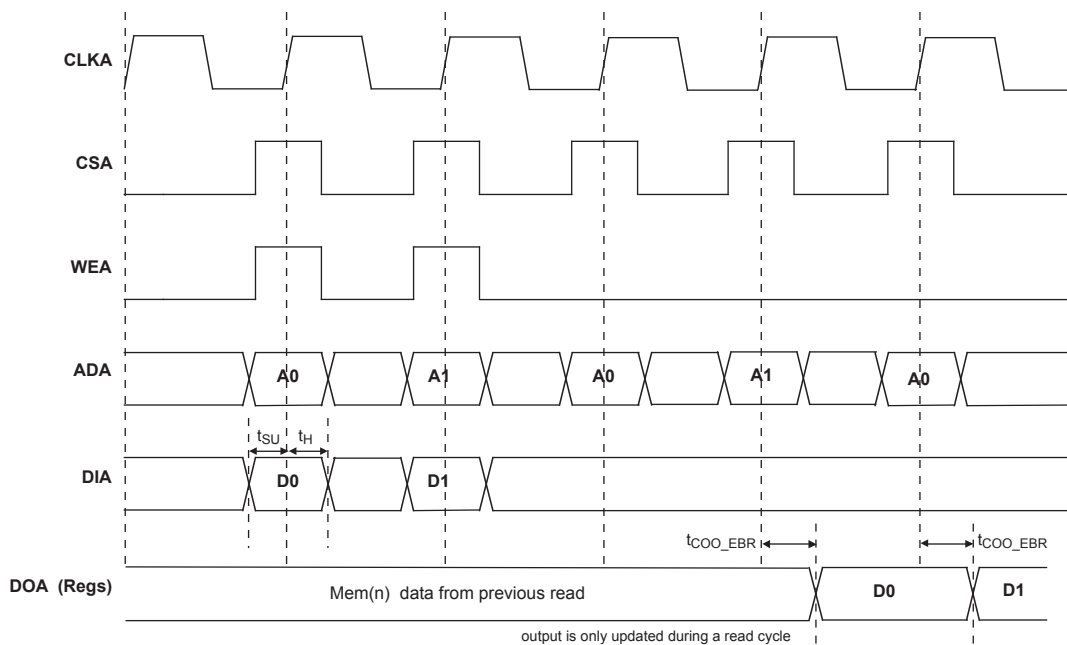 CLKA
CSA
WEA
ADA
A0 A1 A0 A1 A0
tSU tH
DIA
D0 D1
tCOO_EBR tCOO_EBR
DOA (Regs)
Mem(n) data from previous read
D0 D1
output is only updated during a read cycle